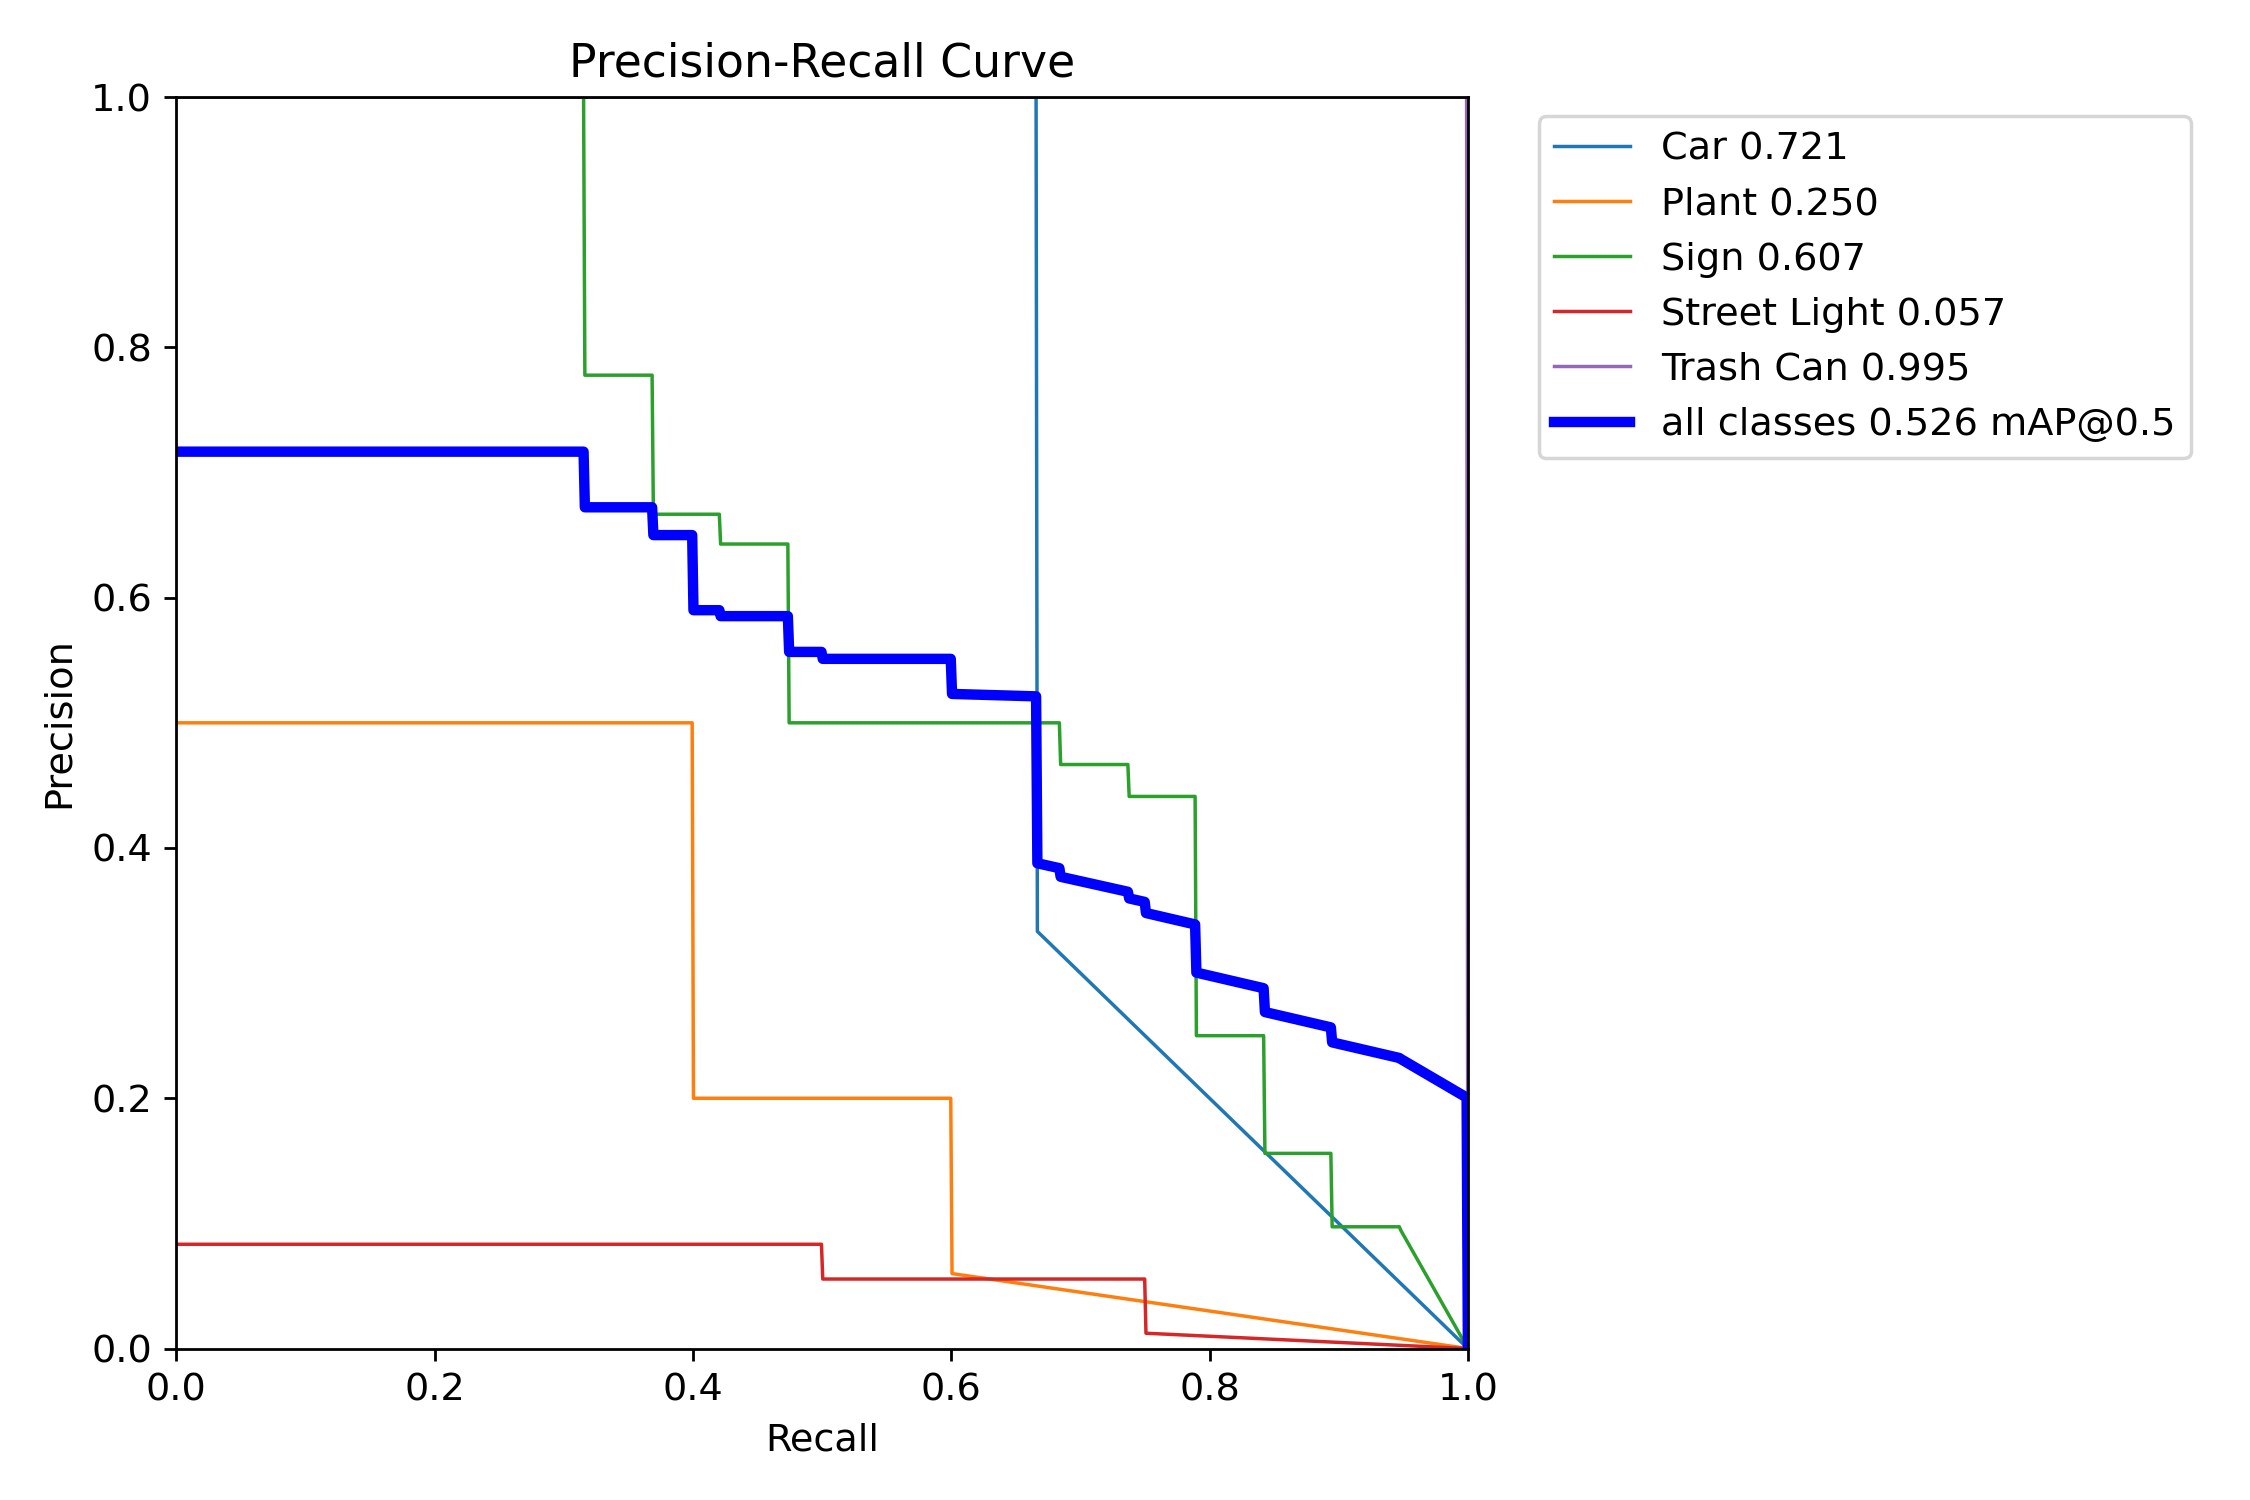 Precision-Recall Curve
1.0
0.8
0.6
0.4
0.2
0.0
Precision
0.0 0.2 0.4 0.6 0.8 1.0
Recall
Car 0.721
Plant 0.250
Sign 0.607
Street Light 0.057
Trash Can 0.995
all classes 0.526 mAP@0.5